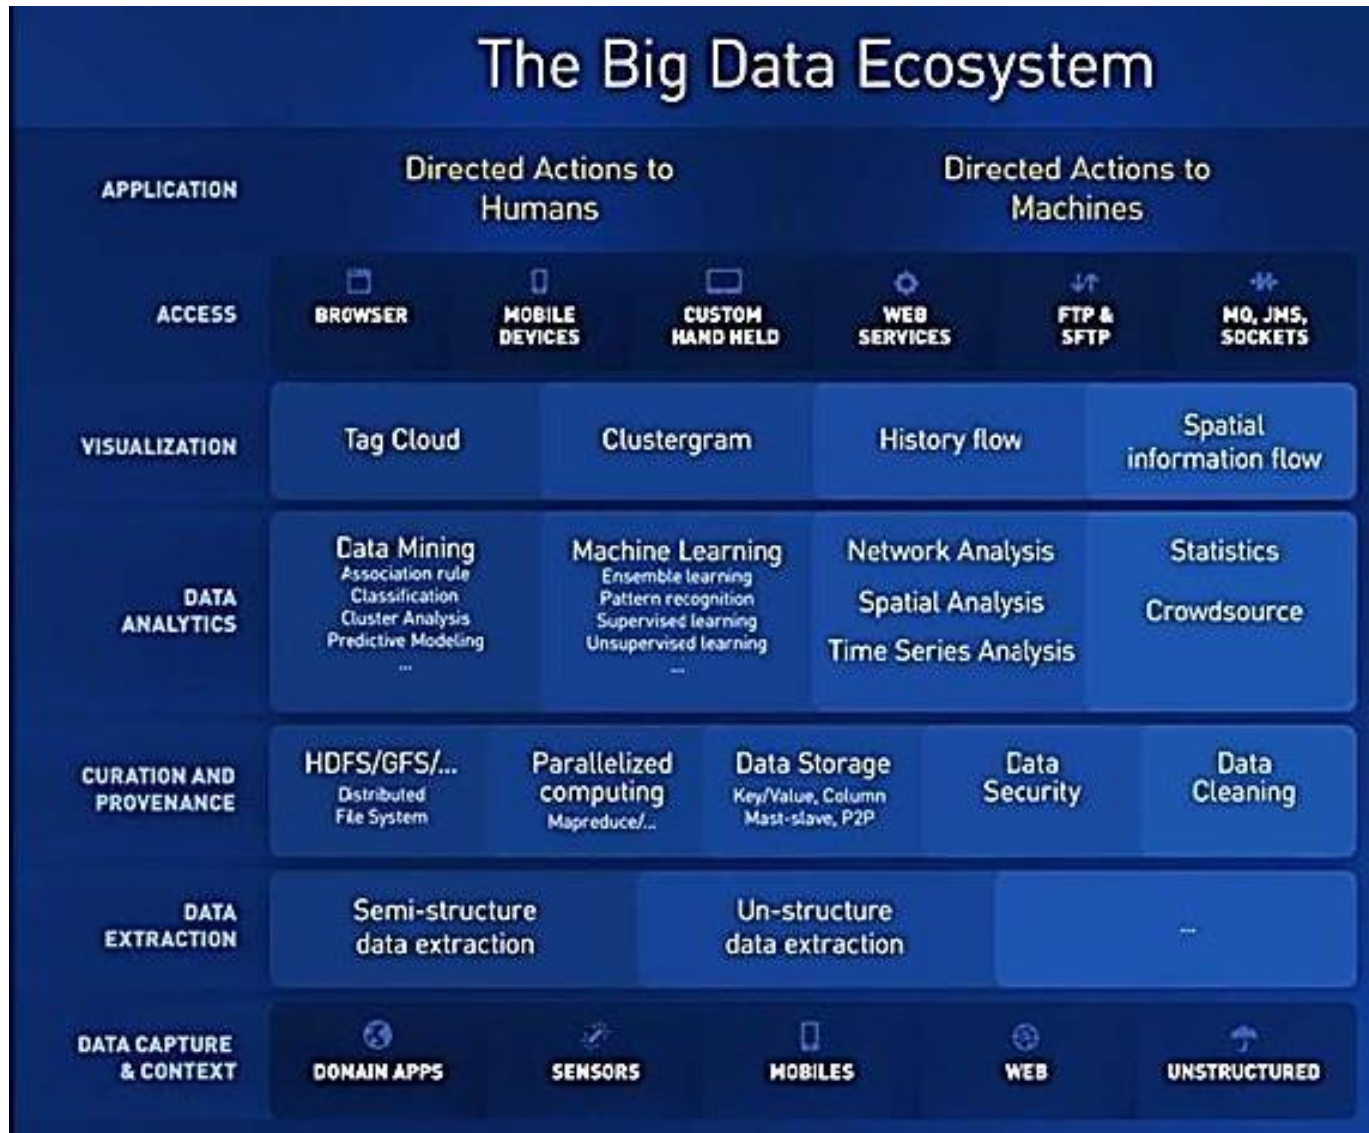 The Big Data Ecosystem
APPLICATION
Directed Actions to
Humans
Directed Actions to
Machines
ACCESS
BROWSER
MOBILE
DEVICES
CUSTOM
HAND HELD
WEB
SERVICES
FTP &
SFTP
MQ, JMS,
SOCKETS
VISUALIZATION
Tag Cloud
Clustergram
History flow
Spatial
information flow
DATA
ANALYTICS
Data Mining
Association rule
Classification
Cluster Analysis
Predictive Modeling
...
Machine Learning
Ensemble learning
Pattern recognition
Supervised learning
Unsupervised learning
...
Network Analysis
Spatial Analysis
Time Series Analysis
Statistics
Crowdsource
CURATION AND
PROVENANCE
HDFS/GFS/...
Distributed
File System
Parallelized
computing
Mapreduce/...
Data Storage
Key/Value, Column
Mast-slave, P2P
Data
Security
Data
Cleaning
DATA
EXTRACTION
Semi-structure
data extraction
Un-structure
data extraction
...
DATA CAPTURE
& CONTEXT
DOMAIN APPS
SENSORS
MOBILES
WEB
UNSTRUCTURED